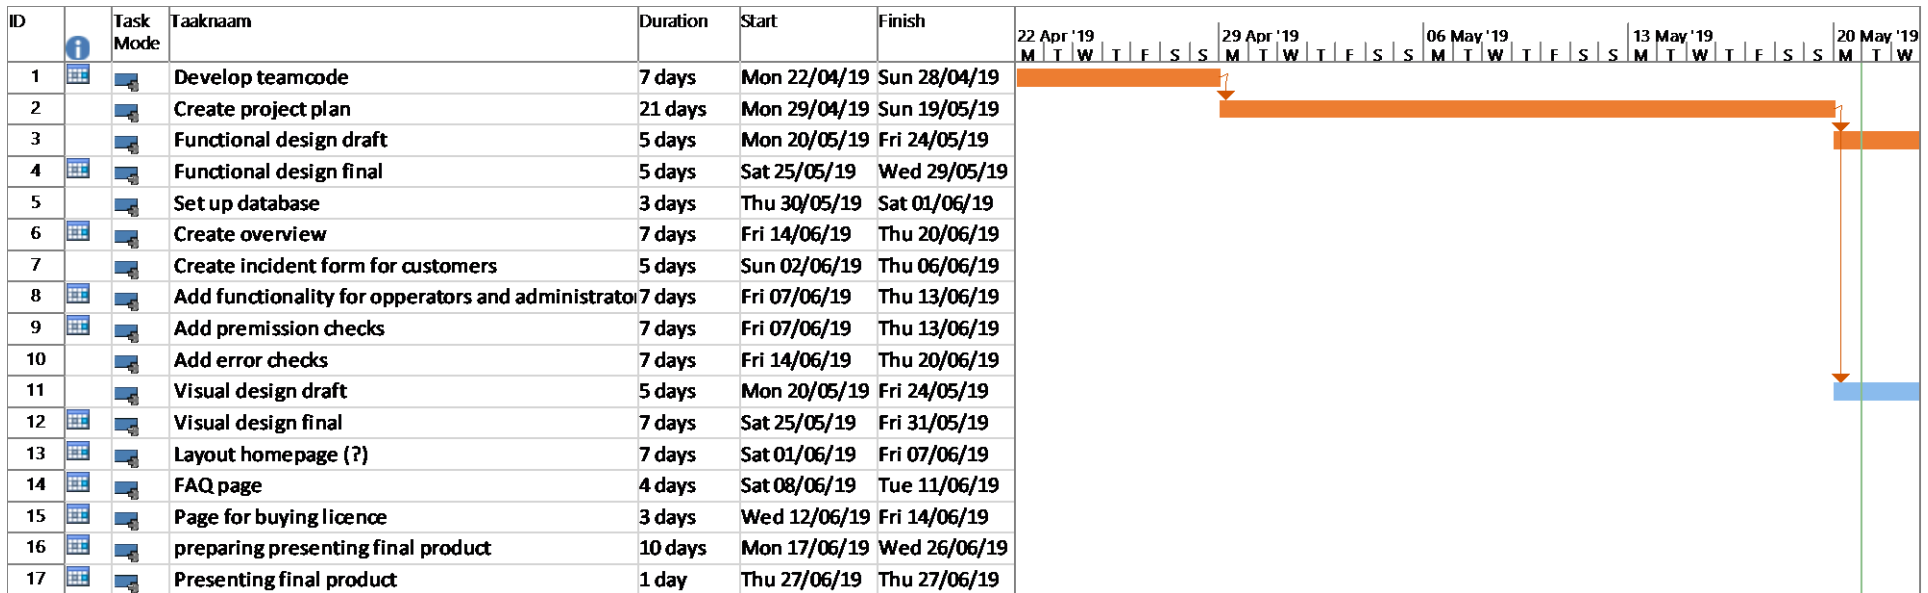 ID Task Mode Taaknaam Duration Start Finish
22 Apr '19 29 Apr '19 06 May '19 13 May '19 20 May '19
M T W T F S S M T W T F S S M T W T F S S M T W T F S S M T W
1 Develop teamcode 7 days Mon 22/04/19 Sun 28/04/19
2 Create project plan 21 days Mon 29/04/19 Sun 19/05/19
3 Functional design draft 5 days Mon 20/05/19 Fri 24/05/19
4 Functional design final 5 days Sat 25/05/19 Wed 29/05/19
5 Set up database 3 days Thu 30/05/19 Sat 01/06/19
6 Create overview 7 days Fri 14/06/19 Thu 20/06/19
7 Create incident form for customers 5 days Sun 02/06/19 Thu 06/06/19
8 Add functionality for opperators and administrator 7 days Fri 07/06/19 Thu 13/06/19
9 Add premission checks 7 days Fri 07/06/19 Thu 13/06/19
10 Add error checks 7 days Fri 14/06/19 Thu 20/06/19
11 Visual design draft 5 days Mon 20/05/19 Fri 24/05/19
12 Visual design final 7 days Sat 25/05/19 Fri 31/05/19
13 Layout homepage (?) 7 days Sat 01/06/19 Fri 07/06/19
14 FAQ page 4 days Sat 08/06/19 Tue 11/06/19
15 Page for buying licence 3 days Wed 12/06/19 Fri 14/06/19
16 preparing presenting final product 10 days Mon 17/06/19 Wed 26/06/19
17 Presenting final product 1 day Thu 27/06/19 Thu 27/06/19